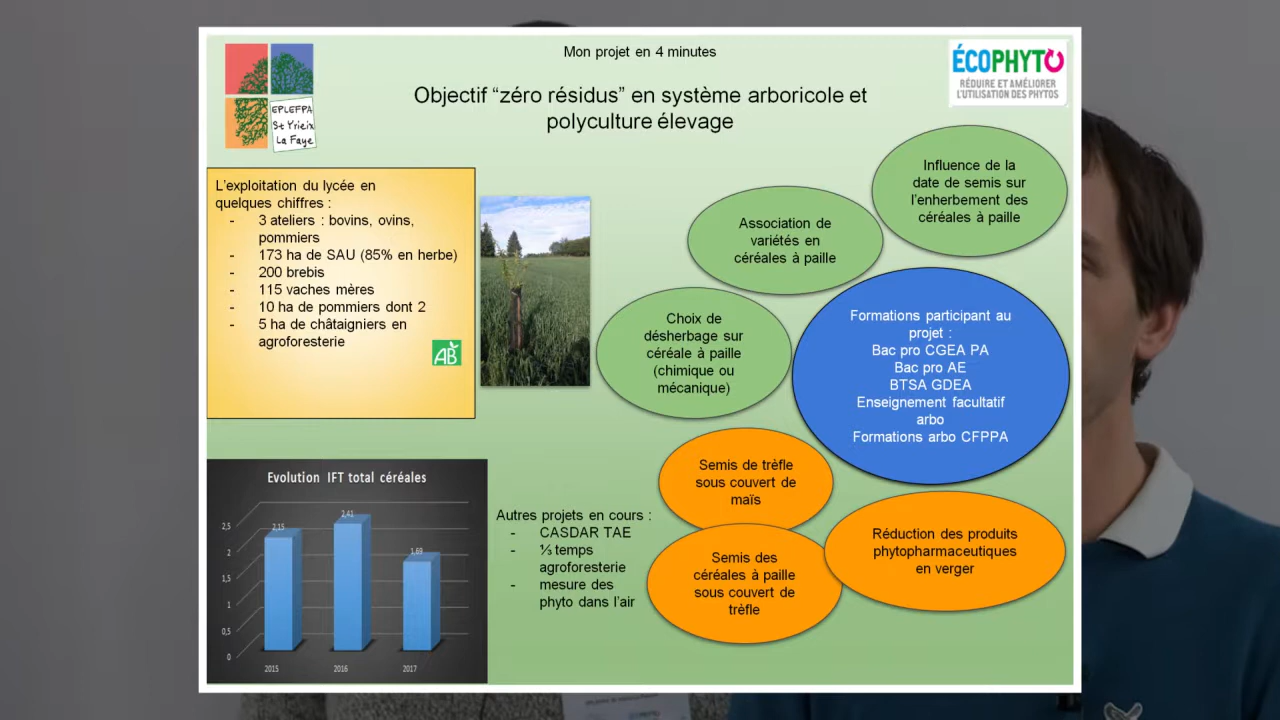 Mon projet en 4 minutes
Objectif “zéro résidus” en système arboricole et
polyculture élevage
EPLEFPA
St Yrieix
La Faye
ÉCOPHYTO
RÉDUIRE ET AMÉLIORER
L'UTILISATION DES PHYTOS
L'exploitation du lycée en
quelques chiffres :
- 3 ateliers : bovins, ovins,
pommiers
- 173 ha de SAU (85% en herbe)
- 200 brebis
- 115 vaches mères
- 10 ha de pommiers dont 2
- 5 ha de châtaigniers en
agroforesterie
AB
Influence de la
date de semis sur
l'enherbement des
céréales à paille
Association de
variétés en
céréales à paille
Choix de
désherbage sur
céréale à paille
(chimique ou
mécanique)
Formations participant au
projet :
Bac pro CGEA PA
Bac pro AE
BTSA GDEA
Enseignement facultatif
arbo
Formations arbo CFPPA
Semis de trèfle
sous couvert de
maïs
Semis des
céréales à paille
sous couvert de
trèfle
Réduction des produits
phytopharmaceutiques
en verger
Evolution IFT total céréales
2,5
2
1,5
1
0,5
0
2,15
2,41
1,69
2015
2016
2017
Autres projets en cours :
- CASDAR TAE
- ⅓ temps
agroforesterie
- mesure des
phyto dans l'air